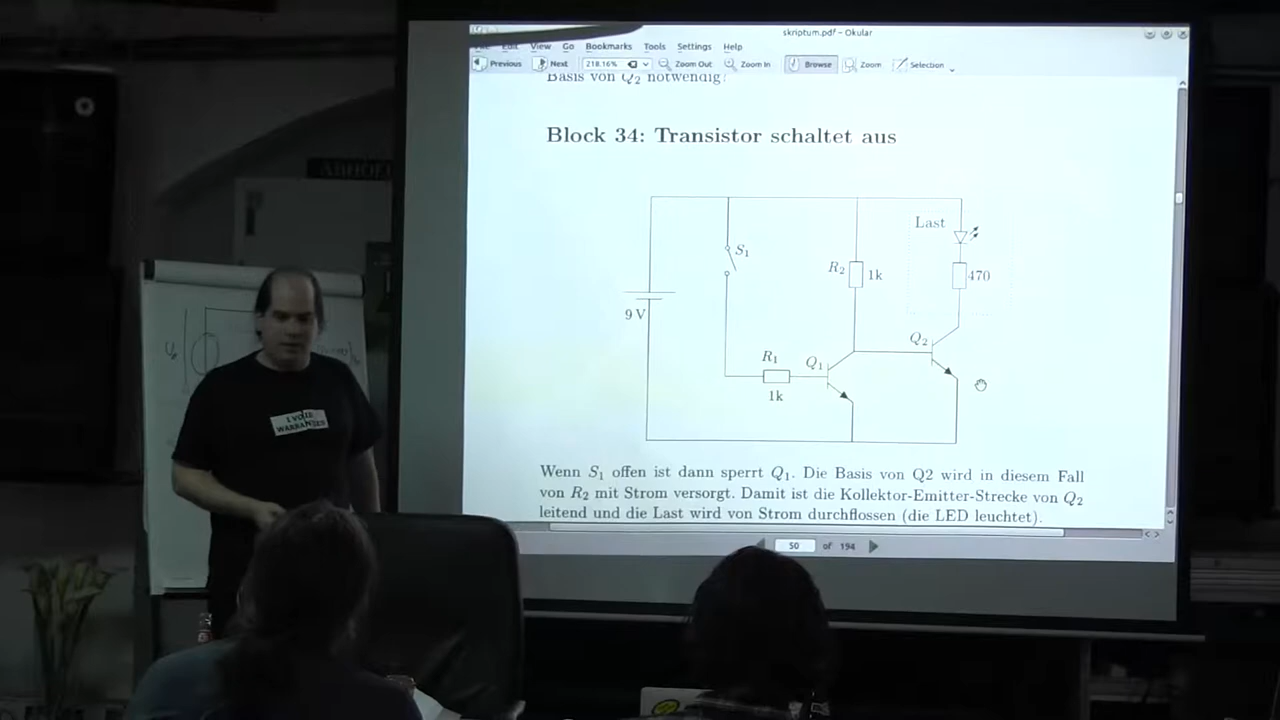 skriptum.pdf – Okular
File Edit View Go Bookmarks Tools Settings Help
Previous Next 218.16% Zoom Out Zoom In Browse Zoom Selection
Basis von Q2 notwendig?
Block 34: Transistor schaltet aus
Last
S1
R2 1k
470
9 V
Q2
R1
Q1
1k
Wenn S1 offen ist dann sperrt Q1. Die Basis von Q2 wird in diesem Fall
von R2 mit Strom versorgt. Damit ist die Kollektor-Emitter-Strecke von Q2
leitend und die Last wird von Strom durchflossen (die LED leuchtet).
50 of 194